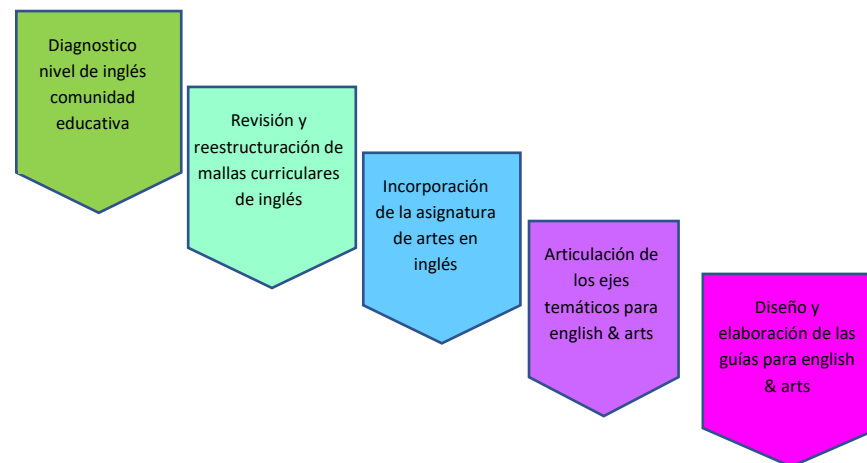 Diagnostico
nivel de inglés
comunidad
educativa
Revisión y
reestructuración de
mallas curriculares
de inglés
Incorporación
de la asignatura
de artes en
inglés
Articulación de
los ejes
temáticos para
english & arts
Diseño y
elaboración de las
guías para english
& arts